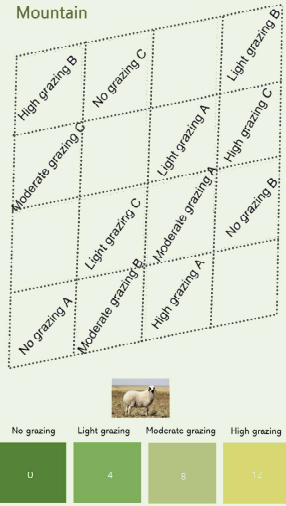 Mountain
High grazing B
No grazing C
Light grazing B
Moderate grazing C
Light grazing A
High grazing C
Light grazing C
Moderate grazing A
No grazing B
No grazing A
Moderate grazing B
High grazing A
No grazing Light grazing Moderate grazing High grazing
0 4 8 12